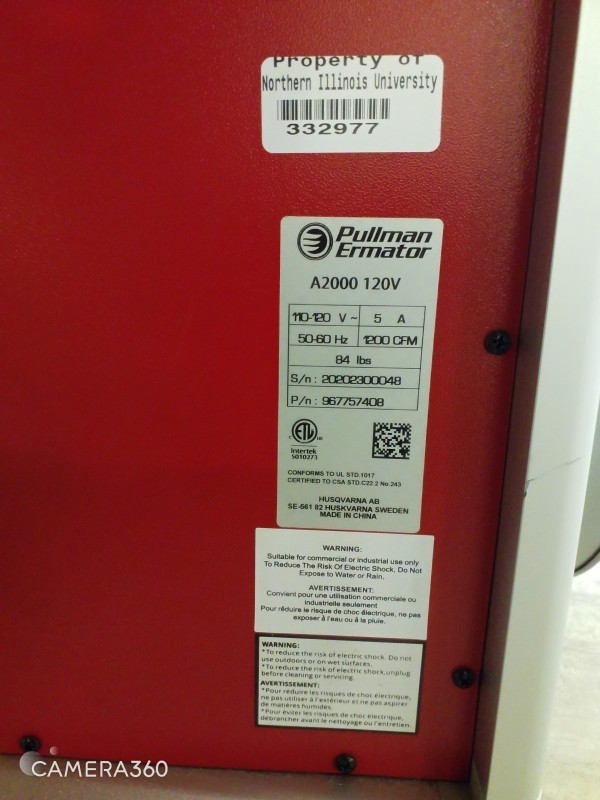 Property of
Northern Illinois University
332977
Pullman
Ermator
A2000 120V
110-120 V ~ 5 A
50-60 Hz 1200 CFM
84 lbs
S/n : 20202300048
P/n : 967757408
ETL
Intertek
5010273
CONFORMS TO UL STD.1017
CERTIFIED TO CSA STD.C22.2 No.243
HUSQVARNA AB
SE-561 82 HUSKVARNA SWEDEN
MADE IN CHINA
WARNING:
Suitable for commercial or industrial use only
To Reduce The Risk Of Electric Shock, Do Not
Expose to Water or Rain.
AVERTISSEMENT:
Convient pour une utilisation commerciale ou
industrielle seulement
Pour réduire le risque de choc électrique, ne pas
exposer à l'eau ou à la pluie.
WARNING:
*To reduce the risk of electric shock. Do not
use outdoors or on wet surfaces.
*To reduce the risk of electric shock,unplug
before cleaning or servicing.
AVERTISSEMENT:
*Pour réduire les risques de choc électrique,
ne pas utiliser à l'extérieur et ne pas aspirer
de matières humides.
*Pour éviter les risques de choc électrique,
débrancher avant le nettoyage ou l'entretien.
CAMERA360